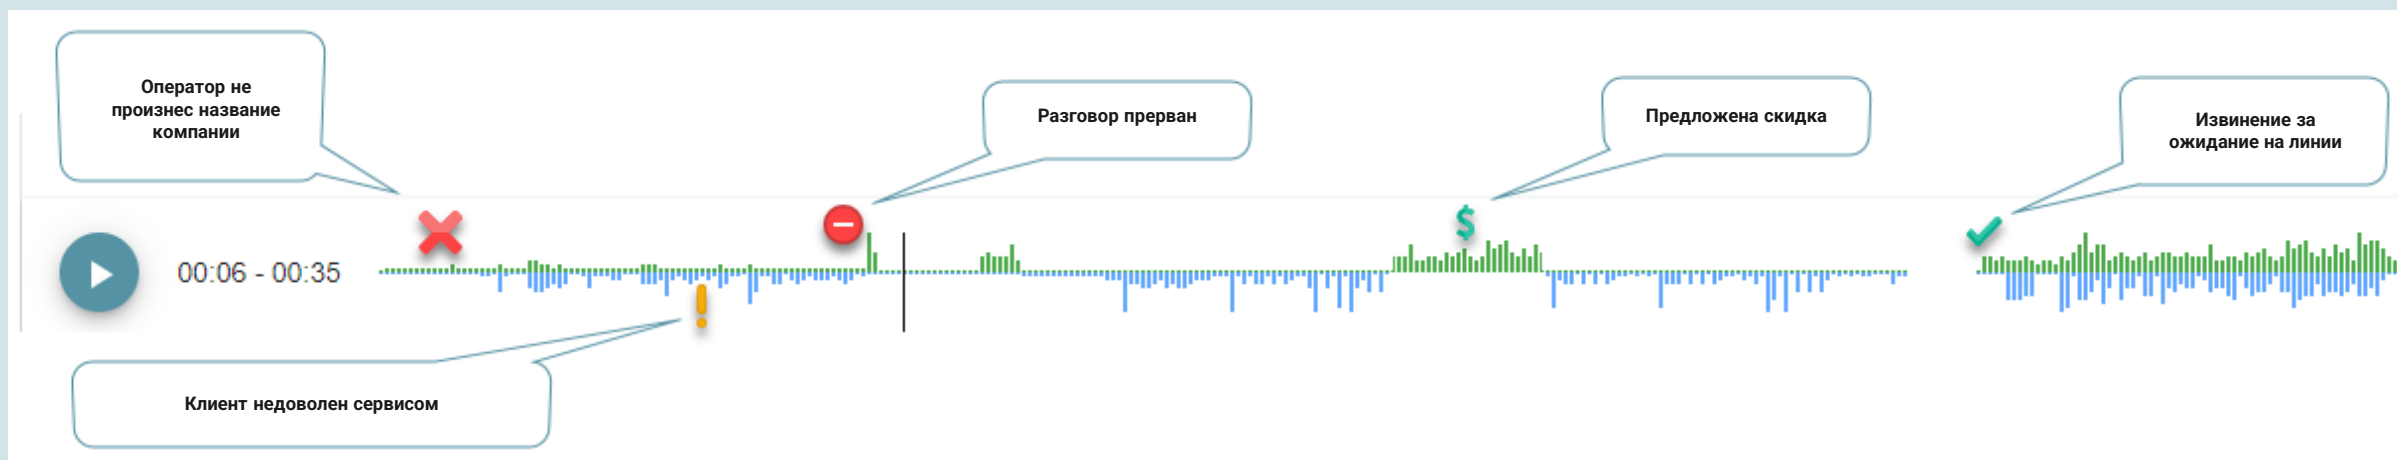 Оператор не
произнес название
компании
Разговор прерван
Предложена скидка
Извинение за
ожидание на линии
$
00:06 - 00:35
Клиент недоволен сервисом